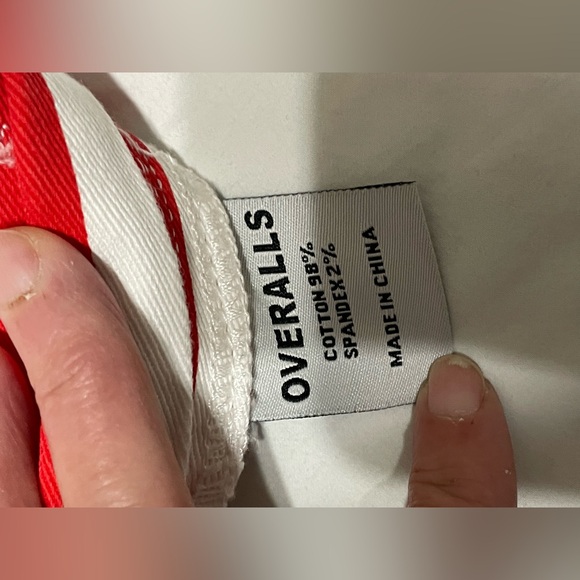 OVERALLS
COTTON 98%
SPANDEX 2%
MADE IN CHINA